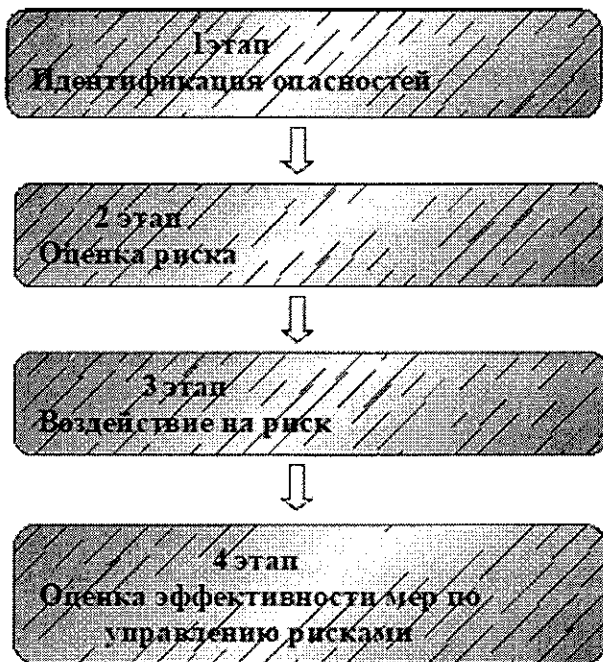 1этап
Идентификация опасностей
2 этап
Оценка риска
3 этап
Воздействие на риск
4 этап
Оценка эффективности мер по
управлению рисками